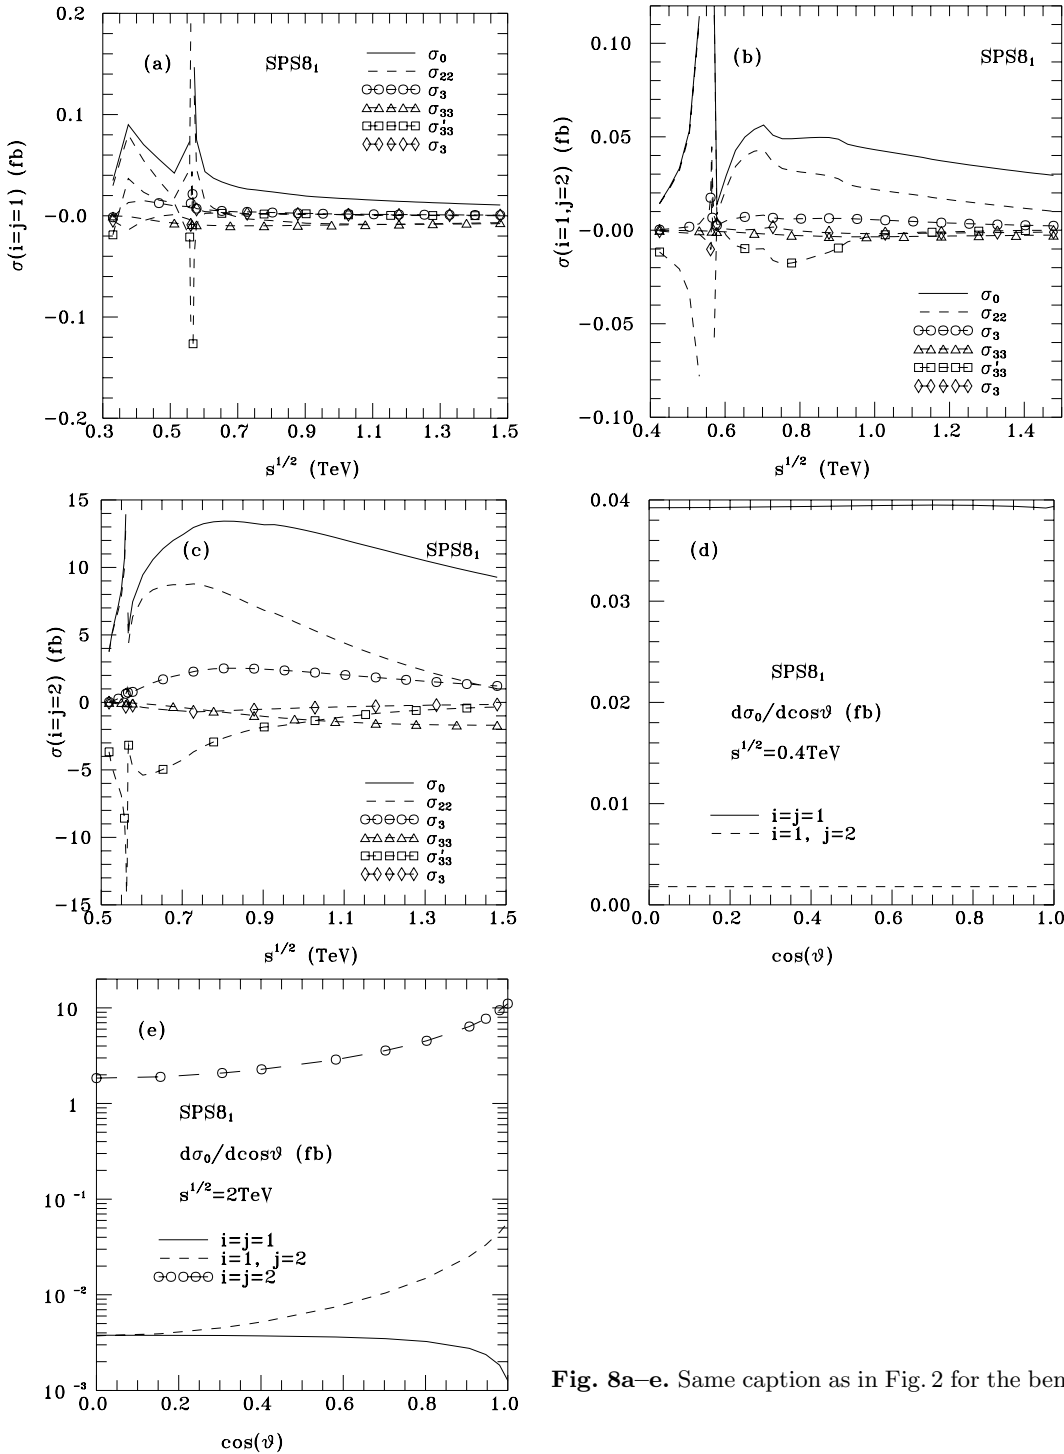 0.2
0.1
-0.0
-0.1
-0.2
0.3
0.5
0.7
0.9
1.1
1.3
1.5
σ(i=j=1) (fb)
s^1/2 (TeV)
(a)
SPS8₁
σ₀
σ₂₂
σ₃
σ₃₃
σ'₃₃
σ₃
0.10
0.05
-0.00
-0.05
-0.10
0.4
0.6
0.8
1.0
1.2
1.4
σ(i=1,j=2) (fb)
s^1/2 (TeV)
(b)
SPS8₁
σ₀
σ₂₂
σ₃
σ₃₃
σ'₃₃
σ₃
15
10
5
0
-5
-10
-15
0.5
0.7
0.9
1.1
1.3
1.5
σ(i=j=2) (fb)
s^1/2 (TeV)
(c)
SPS8₁
σ₀
σ₂₂
σ₃
σ₃₃
σ'₃₃
σ₃
0.04
0.03
0.02
0.01
0.00
0.0
0.2
0.4
0.6
0.8
1.0
cos(ϑ)
(d)
SPS8₁
dσ₀/dcosϑ (fb)
s^1/2=0.4TeV
i=j=1
i=1, j=2
10
1
10^-1
10^-2
10^-3
0.0
0.2
0.4
0.6
0.8
1.0
cos(ϑ)
(e)
SPS8₁
dσ₀/dcosϑ (fb)
s^1/2=2TeV
i=j=1
i=1, j=2
i=j=2
Fig. 8a–e. Same caption as in Fig. 2 for the ben